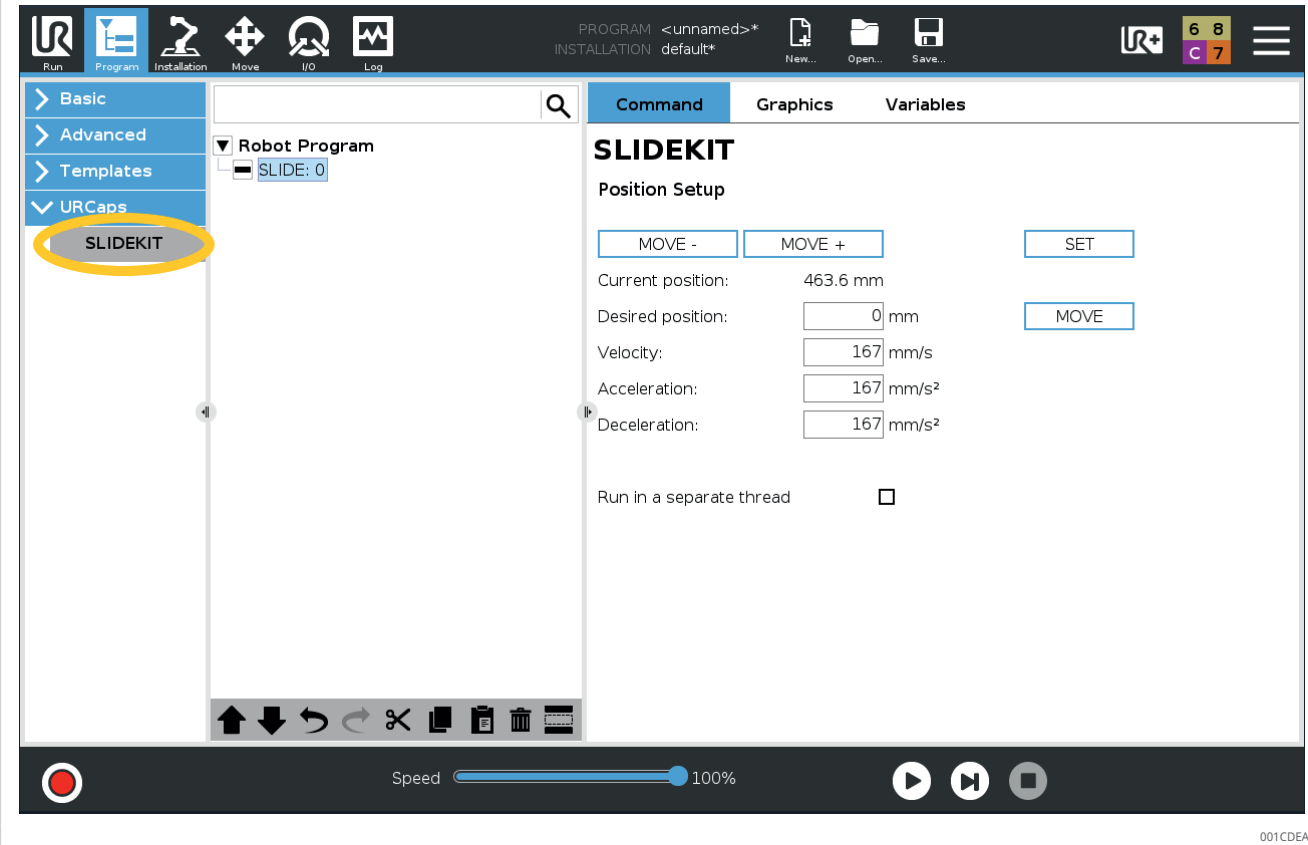 UR
Run
Program
Installation
Move
I/O
Log
PROGRAM <unnamed>*
INSTALLATION default*
New...
Open...
Save...
UR+
6 8
C 7
Basic
Advanced
Templates
URCaps
SLIDEKIT
Robot Program
SLIDE: 0
Command Graphics Variables
SLIDEKIT
Position Setup
MOVE - MOVE + SET
Current position: 463.6 mm
Desired position: 0 mm MOVE
Velocity: 167 mm/s
Acceleration: 167 mm/s²
Deceleration: 167 mm/s²
Run in a separate thread
Speed 100%
001CDEA